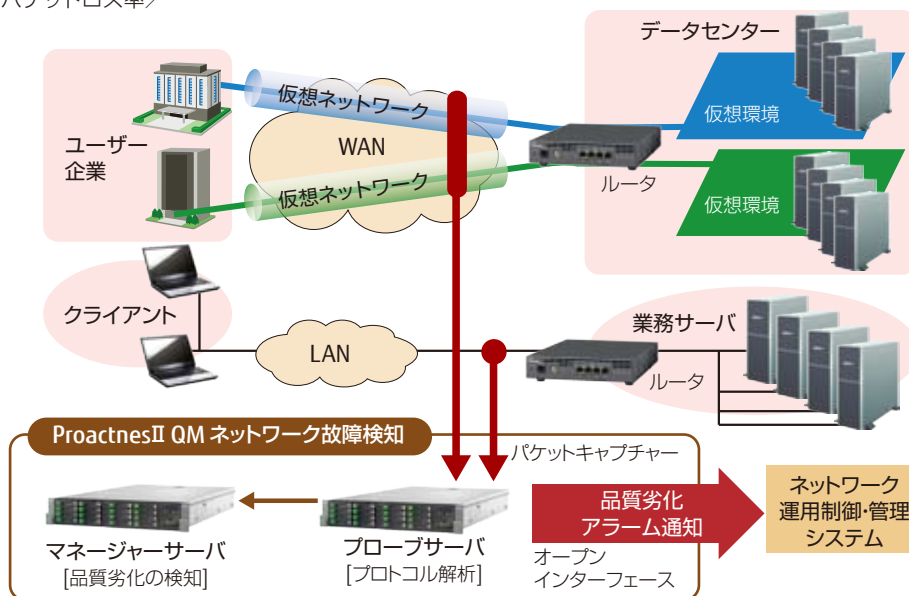 パケットロス率／
データセンター
仮想ネットワーク
仮想環境
WAN
ユーザー
企業
ルータ
仮想ネットワーク
仮想環境
クライアント
業務サーバ
LAN
ルータ
ProactnesⅡ QM ネットワーク故障検知
パケットキャプチャー
品質劣化
アラーム通知
ネットワーク
運用制御・管理
システム
マネージャーサーバ
[品質劣化の検知]
プローブサーバ
[プロトコル解析]
オープン
インターフェース